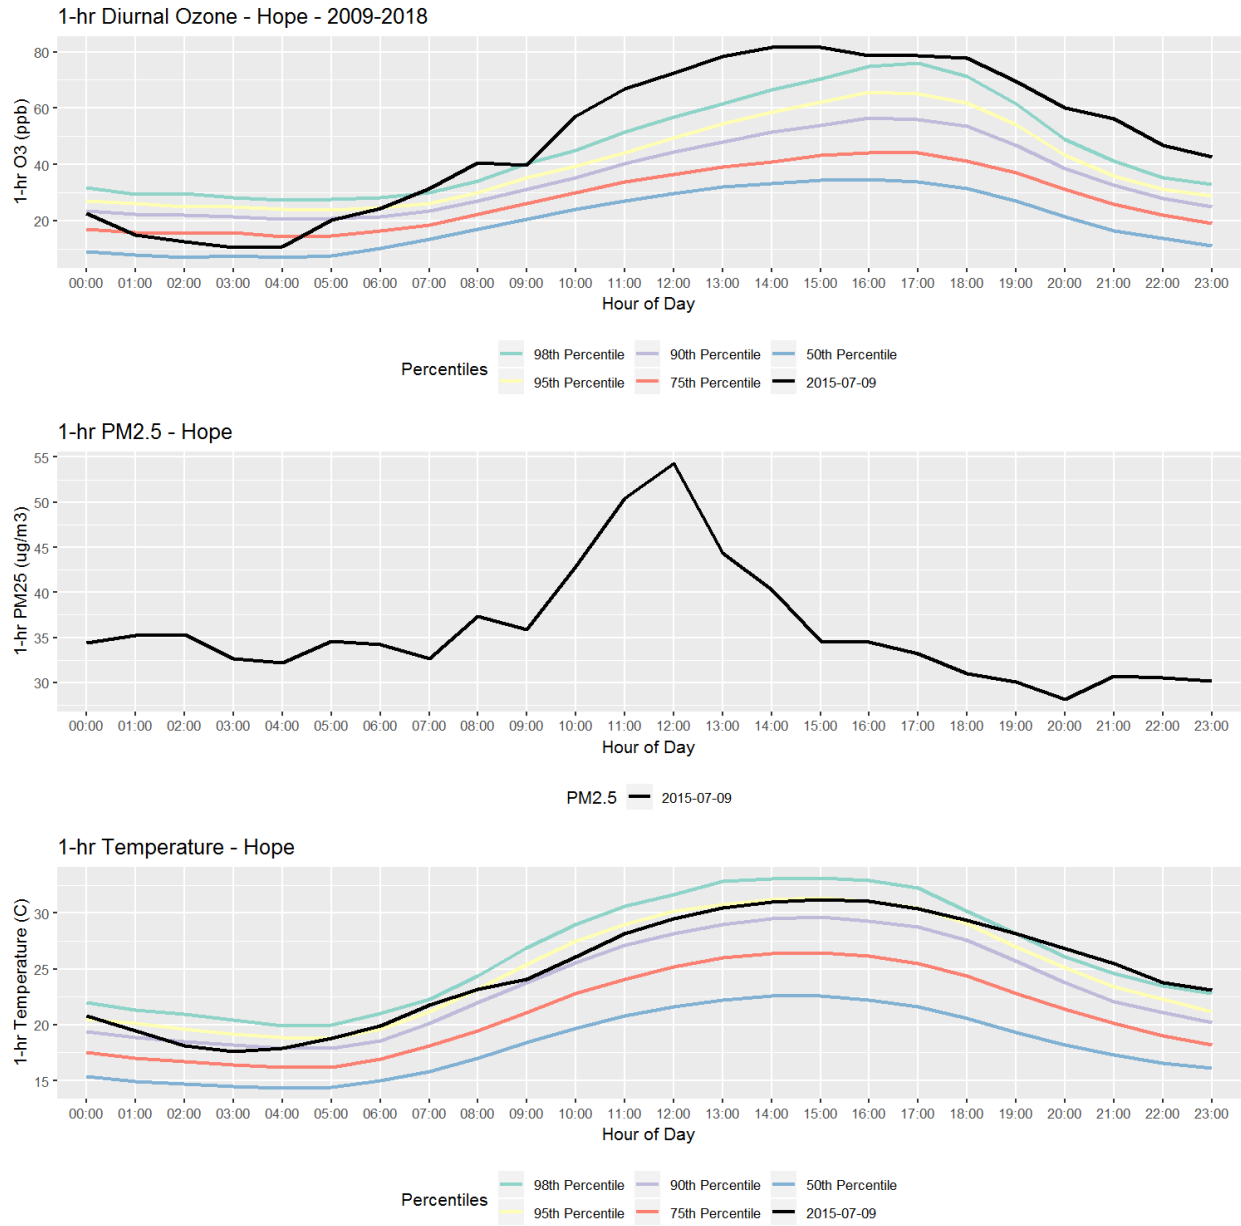 1-hr Diurnal Ozone - Hope - 2009-2018
1-hr O3 (ppb)
80
60
40
20
00:00 01:00 02:00 03:00 04:00 05:00 06:00 07:00 08:00 09:00 10:00 11:00 12:00 13:00 14:00 15:00 16:00 17:00 18:00 19:00 20:00 21:00 22:00 23:00
Hour of Day
Percentiles
98th Percentile 90th Percentile 50th Percentile
95th Percentile 75th Percentile 2015-07-09
1-hr PM2.5 - Hope
1-hr PM25 (ug/m3)
55
50
45
40
35
30
00:00 01:00 02:00 03:00 04:00 05:00 06:00 07:00 08:00 09:00 10:00 11:00 12:00 13:00 14:00 15:00 16:00 17:00 18:00 19:00 20:00 21:00 22:00 23:00
Hour of Day
PM2.5 2015-07-09
1-hr Temperature - Hope
1-hr Temperature (C)
30
25
20
15
00:00 01:00 02:00 03:00 04:00 05:00 06:00 07:00 08:00 09:00 10:00 11:00 12:00 13:00 14:00 15:00 16:00 17:00 18:00 19:00 20:00 21:00 22:00 23:00
Hour of Day
Percentiles
98th Percentile 90th Percentile 50th Percentile
95th Percentile 75th Percentile 2015-07-09